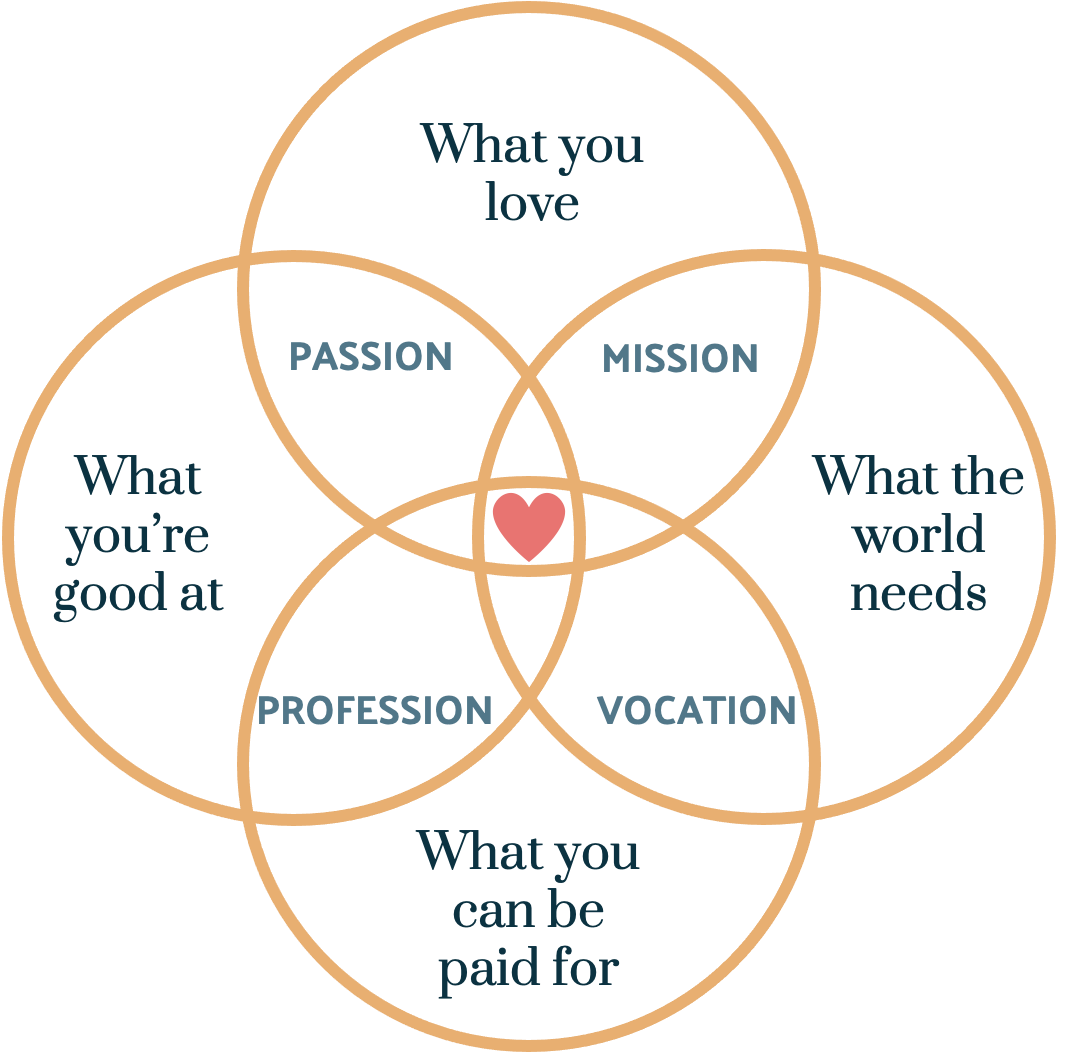 What you
love
PASSION
MISSION
What
you’re
good at
What the
world
needs
PROFESSION
VOCATION
What you
can be
paid for